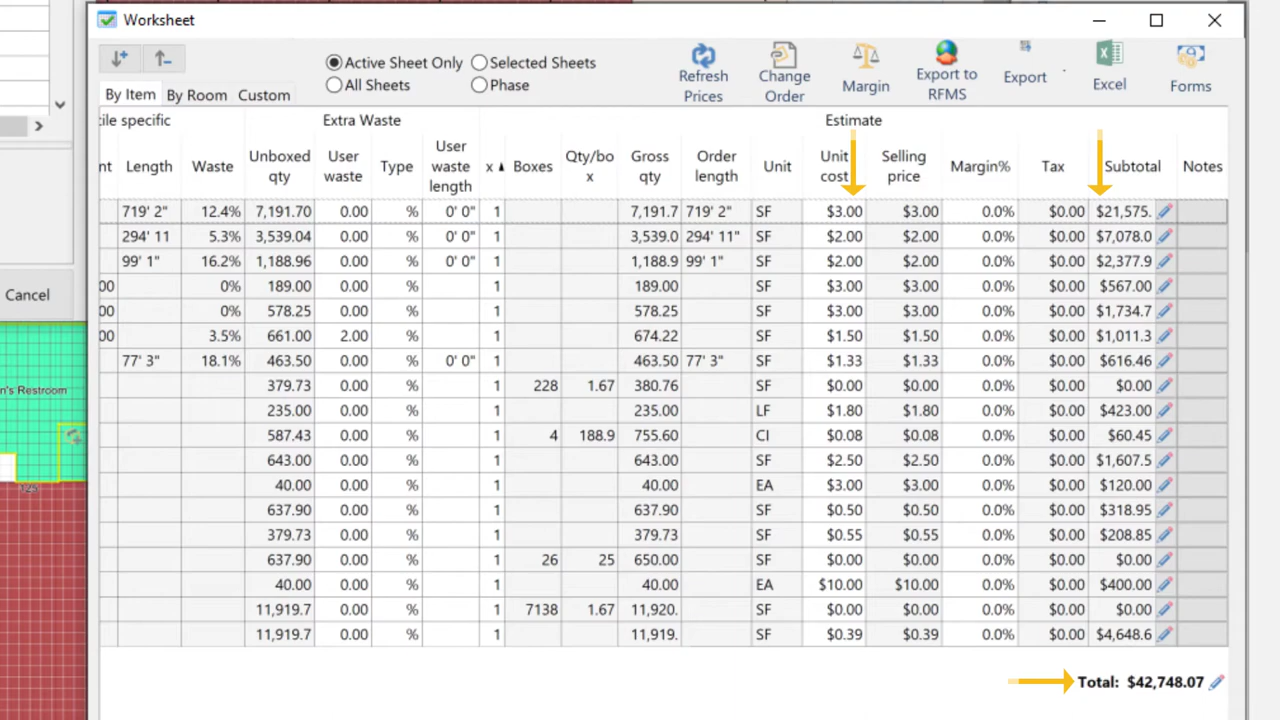 Worksheet
Active Sheet Only Selected Sheets
All Sheets Phase
Refresh Prices
Change Order
Margin
Export to RFMS
Export
Excel
Forms
By Item By Room Custom
tile specific Extra Waste Estimate
nt Length Waste Unboxed qty User waste Type User waste length x Boxes Qty/box Gross qty Order length Unit Unit cost Selling price Margin% Tax Subtotal Notes
719' 2" 12.4% 7,191.70 0.00 % 0' 0" 1 7,191.7 719' 2" SF $3.00 $3.00 0.0% $0.00 $21,575.
294' 11 5.3% 3,539.04 0.00 % 0' 0" 1 3,539.0 294' 11" SF $2.00 $2.00 0.0% $0.00 $7,078.0
99' 1" 16.2% 1,188.96 0.00 % 0' 0" 1 1,188.9 99' 1" SF $2.00 $2.00 0.0% $0.00 $2,377.9
00 0% 189.00 0.00 % 1 189.00 SF $3.00 $3.00 0.0% $0.00 $567.00
00 0% 578.25 0.00 % 1 578.25 SF $3.00 $3.00 0.0% $0.00 $1,734.7
00 3.5% 661.00 2.00 % 1 674.22 SF $1.50 $1.50 0.0% $0.00 $1,011.3
77' 3" 18.1% 463.50 0.00 % 0' 0" 1 463.50 77' 3" SF $1.33 $1.33 0.0% $0.00 $616.46
379.73 0.00 % 1 228 1.67 380.76 SF $0.00 $0.00 0.0% $0.00 $0.00
235.00 0.00 % 1 235.00 LF $1.80 $1.80 0.0% $0.00 $423.00
587.43 0.00 % 1 4 188.9 755.60 CI $0.08 $0.08 0.0% $0.00 $60.45
643.00 0.00 % 1 643.00 SF $2.50 $2.50 0.0% $0.00 $1,607.5
40.00 0.00 % 1 40.00 EA $3.00 $3.00 0.0% $0.00 $120.00
637.90 0.00 % 1 637.90 SF $0.50 $0.50 0.0% $0.00 $318.95
379.73 0.00 % 1 379.73 SF $0.55 $0.55 0.0% $0.00 $208.85
637.90 0.00 % 1 26 25 650.00 SF $0.00 $0.00 0.0% $0.00 $0.00
40.00 0.00 % 1 40.00 EA $10.00 $10.00 0.0% $0.00 $400.00
11,919.7 0.00 % 1 7138 1.67 11,920. SF $0.00 $0.00 0.0% $0.00 $0.00
11,919.7 0.00 % 1 11,919. SF $0.39 $0.39 0.0% $0.00 $4,648.6
Total: $42,748.07
Cancel
n's Restroom